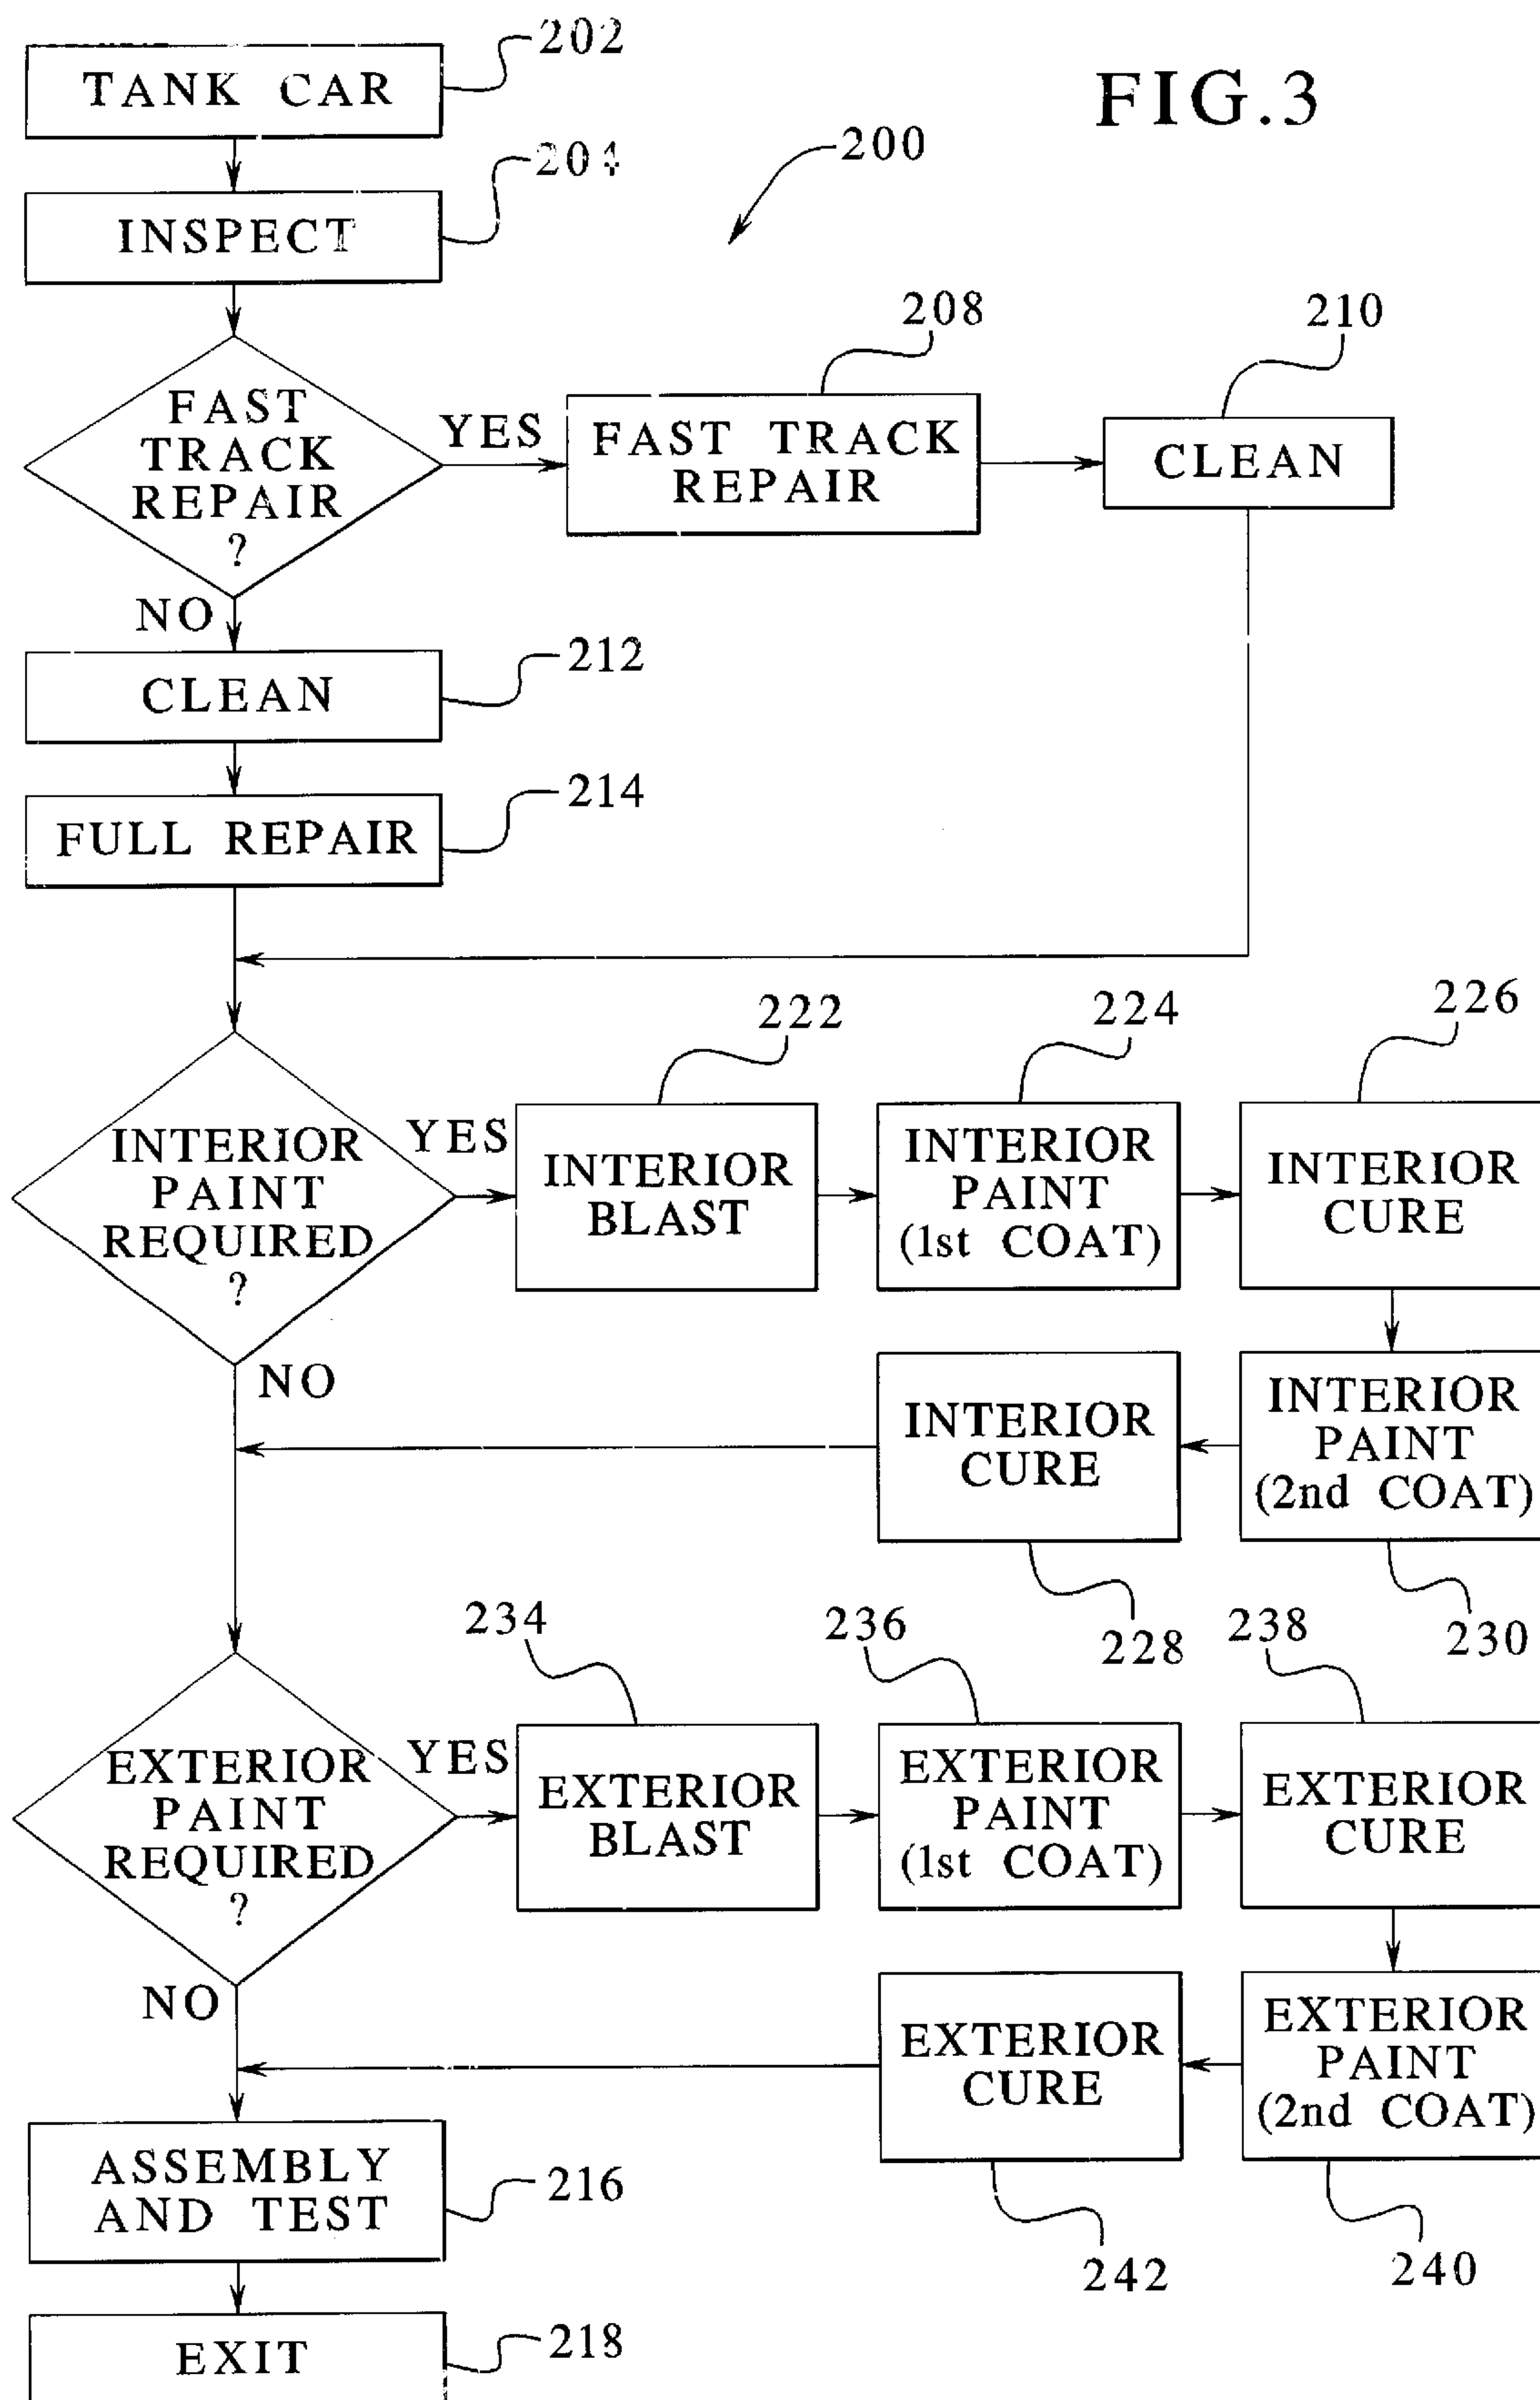 FIG.3
202
TANK CAR
204
200
INSPECT
208
210
FAST
TRACK
REPAIR
?
YES
FAST TRACK
REPAIR
CLEAN
NO
212
CLEAN
214
FULL REPAIR
222
224
226
INTERIOR
PAINT
REQUIRED
?
YES
INTERIOR
BLAST
INTERIOR
PAINT
(1st COAT)
INTERIOR
CURE
NO
INTERIOR
CURE
INTERIOR
PAINT
(2nd COAT)
228
230
234
236
238
EXTERIOR
PAINT
REQUIRED
?
YES
EXTERIOR
BLAST
EXTERIOR
PAINT
(1st COAT)
EXTERIOR
CURE
NO
EXTERIOR
CURE
EXTERIOR
PAINT
(2nd COAT)
242
240
ASSEMBLY
AND TEST
216
EXIT
218